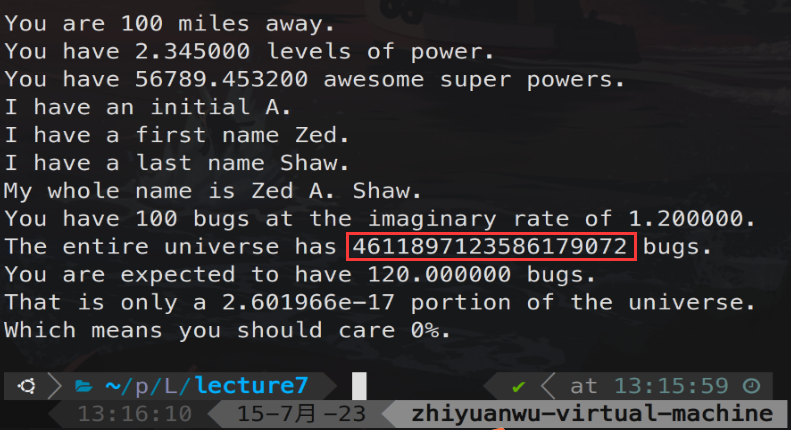 You are 100 miles away.
You have 2.345000 levels of power.
You have 56789.453200 awesome super powers.
I have an initial A.
I have a first name Zed.
I have a last name Shaw.
My whole name is Zed A. Shaw.
You have 100 bugs at the imaginary rate of 1.200000.
The entire universe has 4611897123586179072 bugs.
You are expected to have 120.000000 bugs.
That is only a 2.601966e-17 portion of the universe.
Which means you should care 0%.
~/p/L/lecture7 ✔ at 13:15:59
13:16:10 15-7月-23 zhiyuanwu-virtual-machine